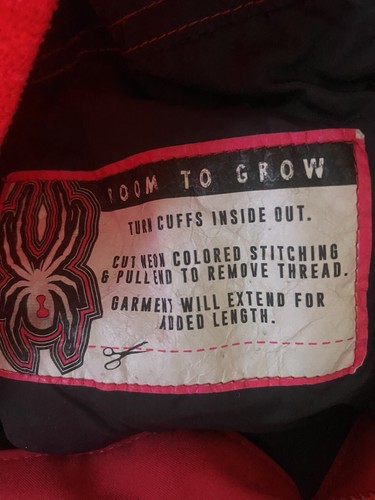 ROOM TO GROW
TURN CUFFS INSIDE OUT.
CUT NEON COLORED STITCHING
& PULL END TO REMOVE THREAD.
GARMENT WILL EXTEND FOR
ADDED LENGTH.